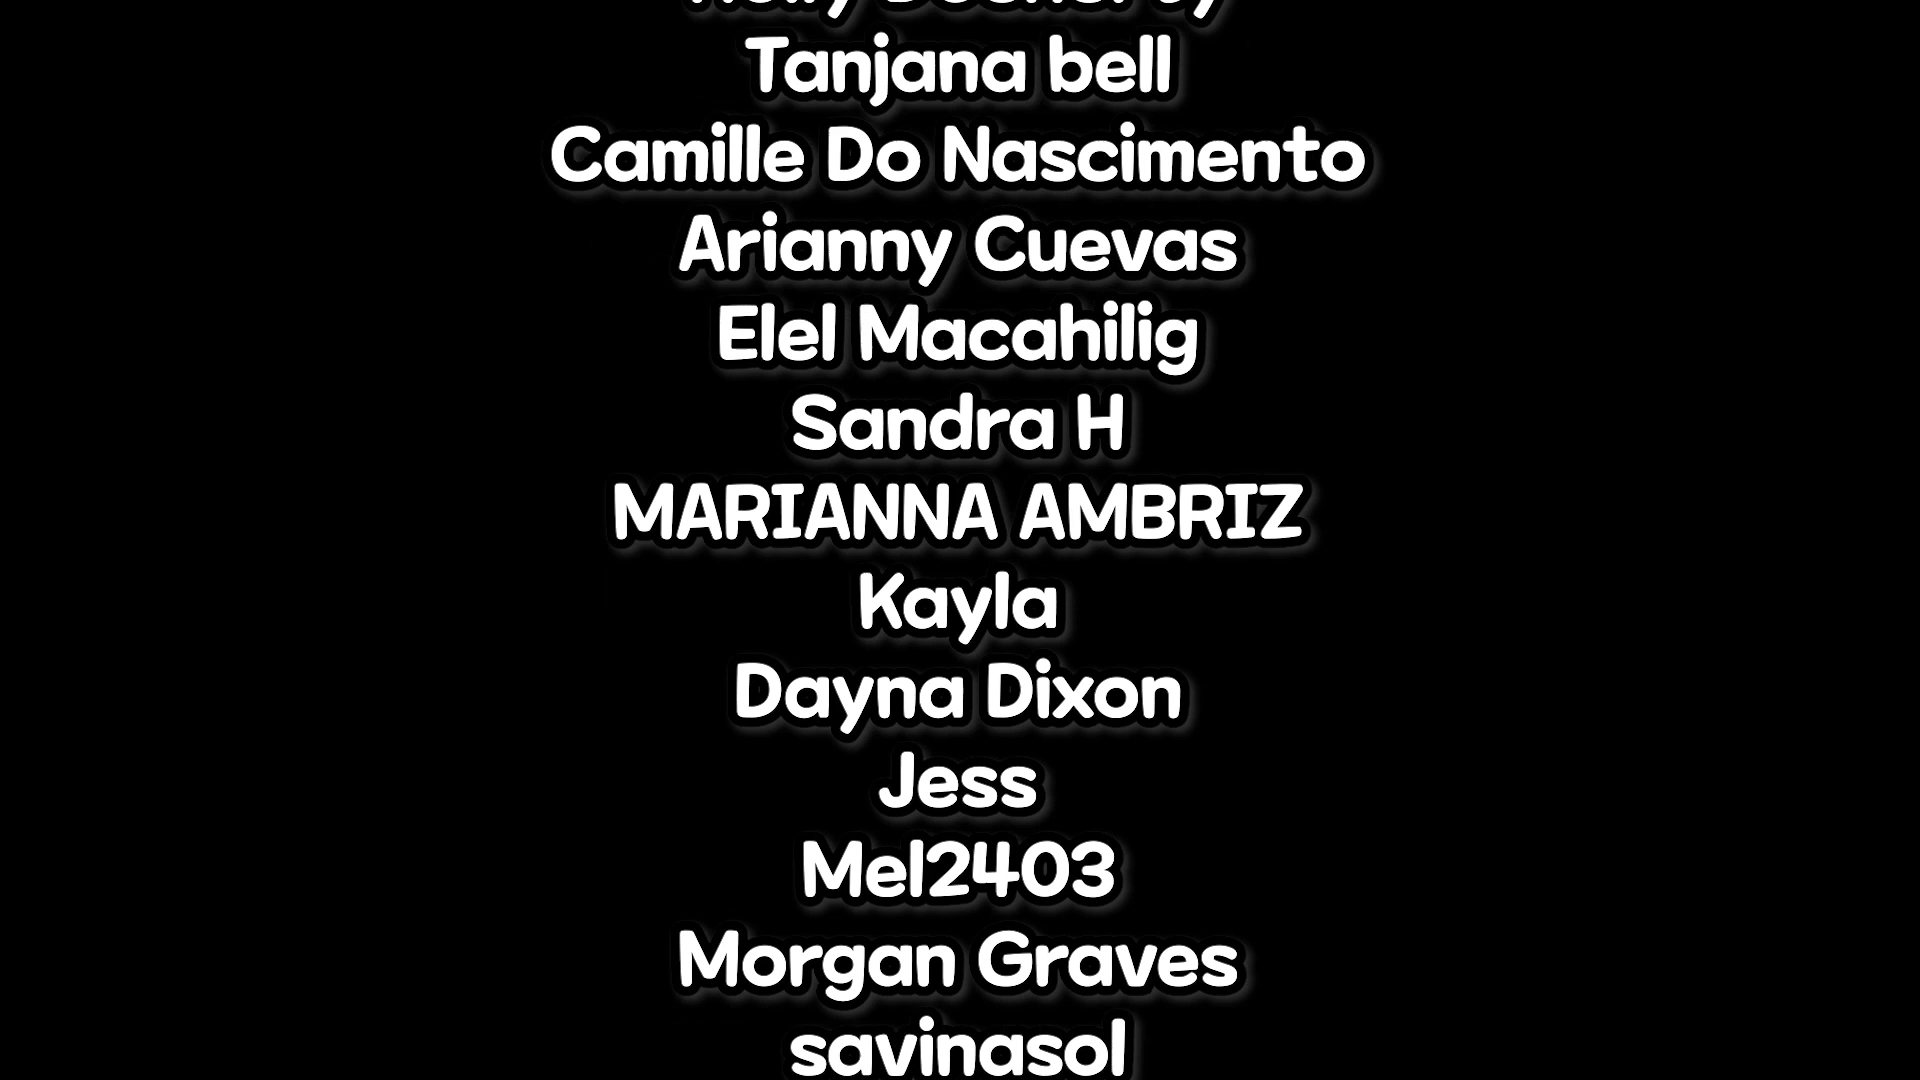 Tanjana bell
Camille Do Nascimento
Arianny Cuevas
Elel Macahilig
Sandra H
MARIANNA AMBRIZ
Kayla
Dayna Dixon
Jess
Mel2403
Morgan Graves
savinasol